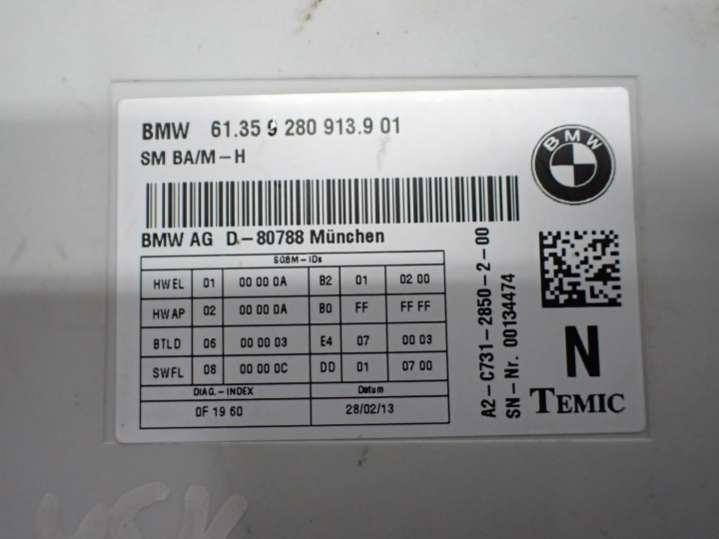 BMW 61.35 9 280 913.9 01
SM BA/M-H
BMW
BMW AG D-80788 München
SGBM-IDs
HWEL 01 00 00 0A B2 01 02 00
HWAP 02 00 00 0A B0 FF FF FF
BTLD 06 00 00 03 E4 07 00 03
SWFL 08 00 00 0C DD 01 07 00
DIAG.-INDEX Datum
0F 19 60 28/02/13
A2-C731-2850-2-00
SN-Nr. 00134474
N
TEMIC